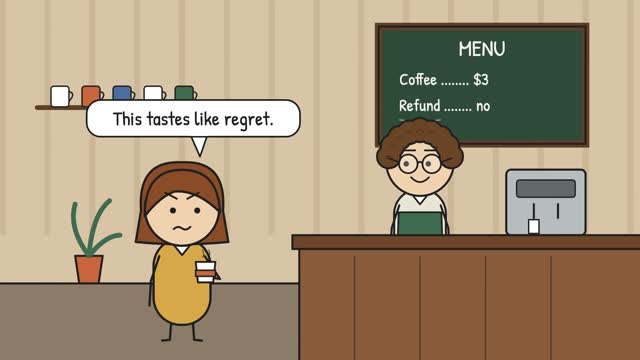 MENU
Coffee ........ $3
Refund ........ no
This tastes like regret.